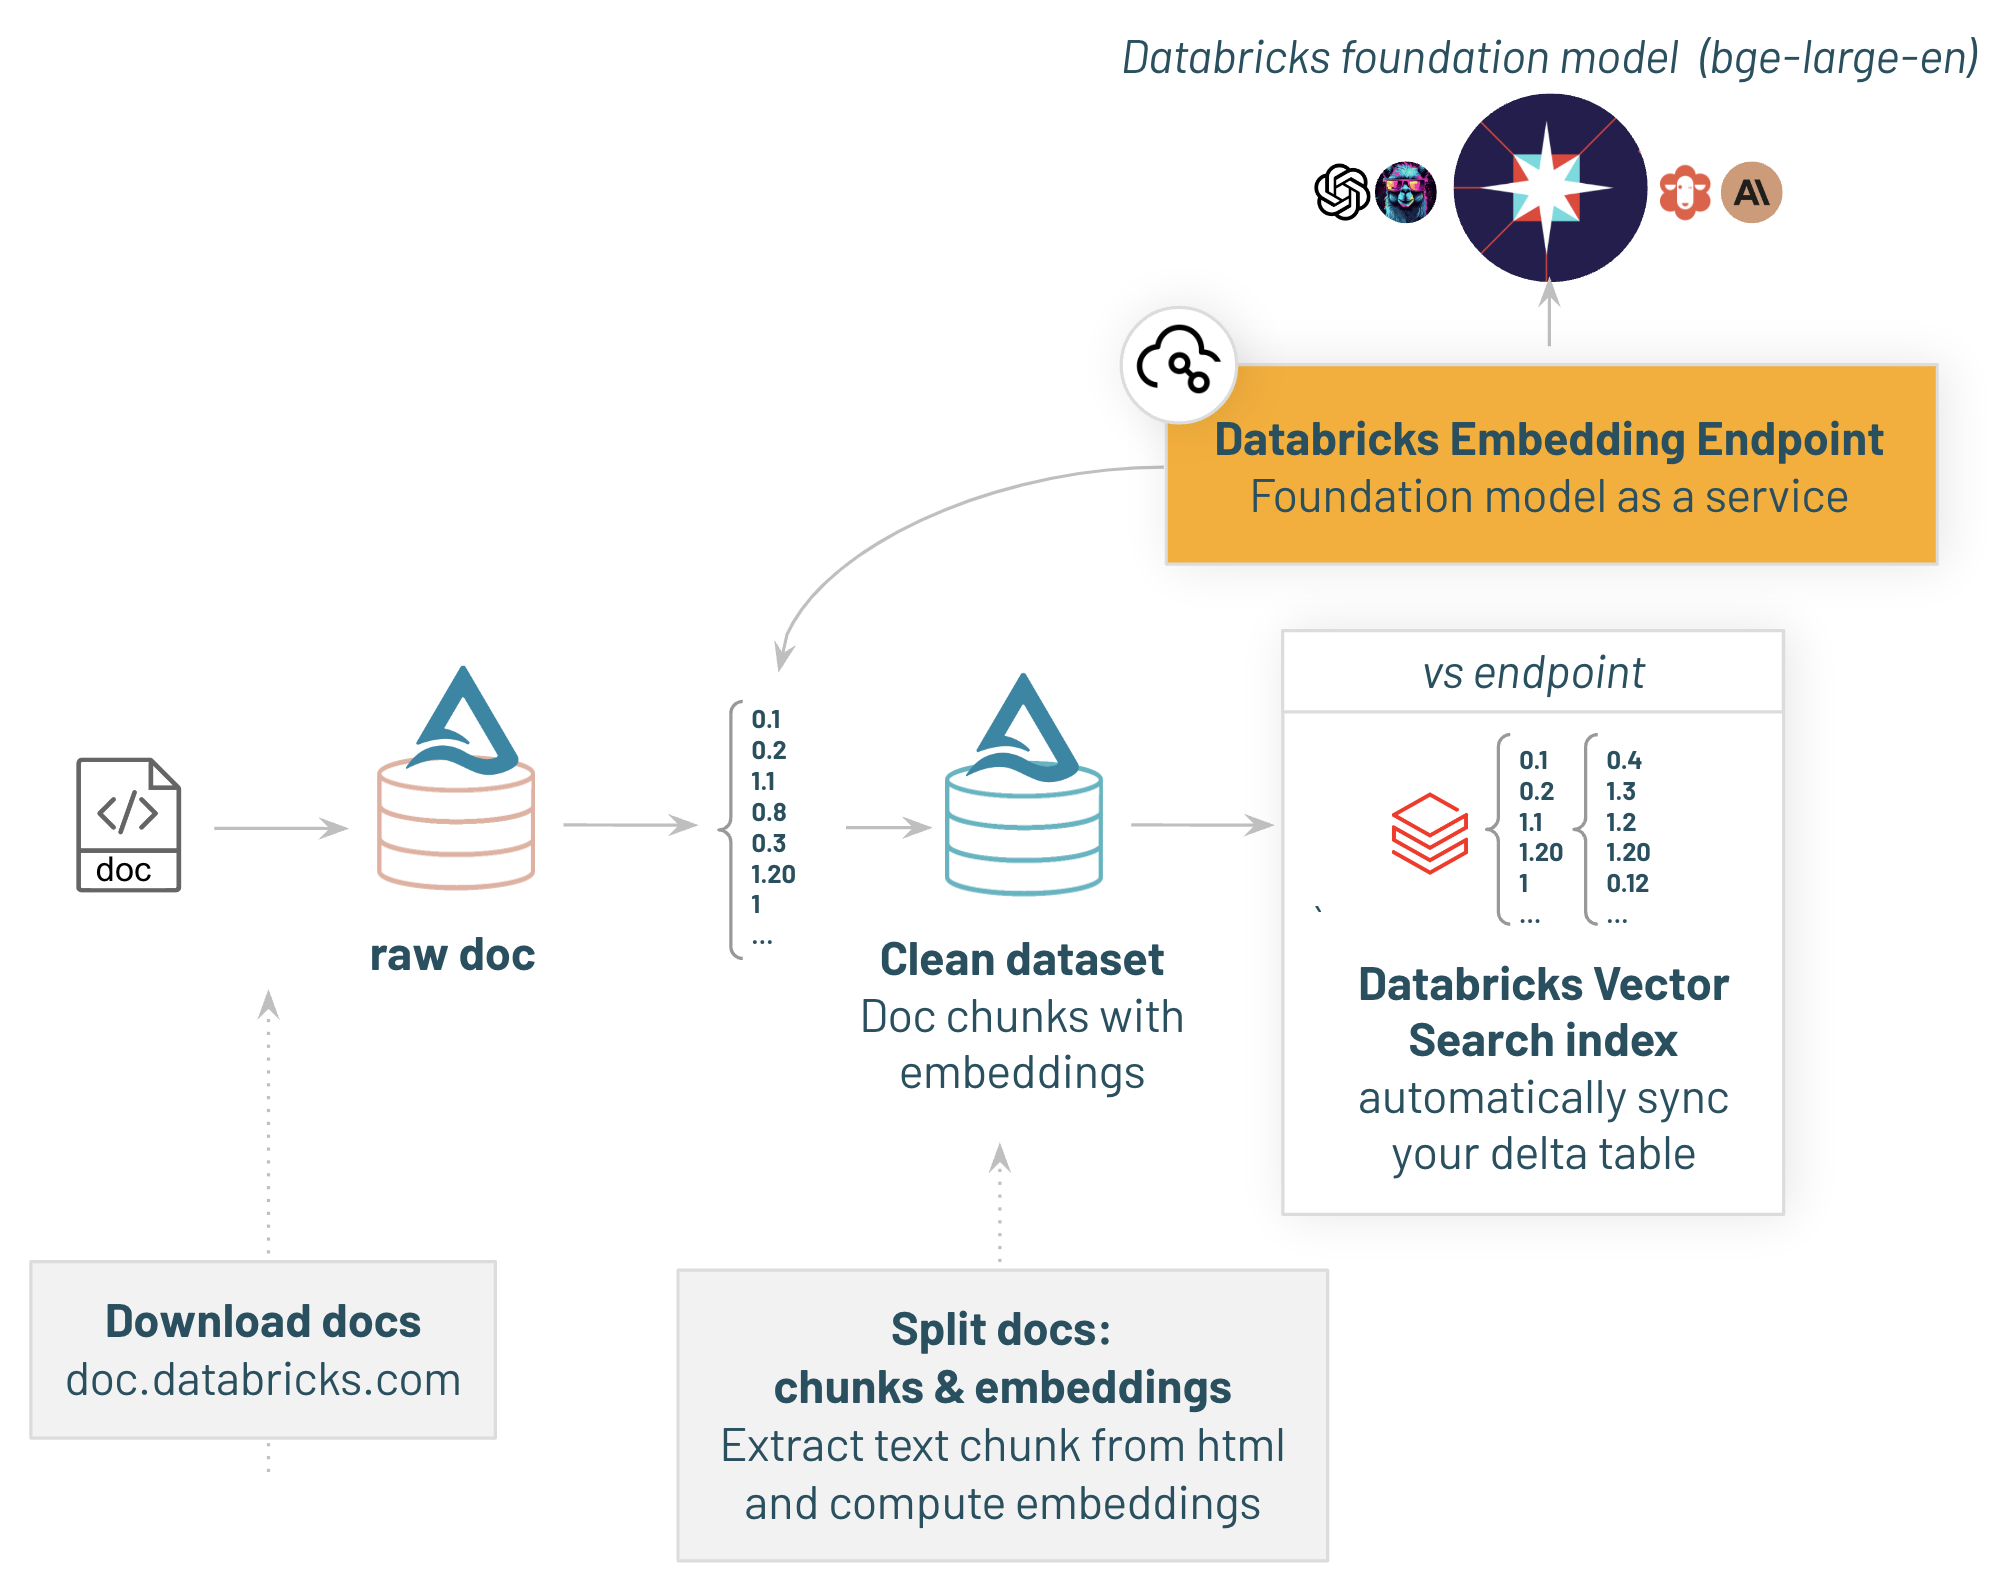 Databricks foundation model (bge-large-en)
A\
Databricks Embedding Endpoint
Foundation model as a service
doc
raw doc
0.1
0.2
1.1
0.8
0.3
1.20
1
...
Clean dataset
Doc chunks with
embeddings
vs endpoint
0.1
0.2
1.1
1.20
1
...
0.4
1.3
1.2
1.20
0.12
...
`
Databricks Vector
Search index
automatically sync
your delta table
Download docs
doc.databricks.com
Split docs:
chunks & embeddings
Extract text chunk from html
and compute embeddings